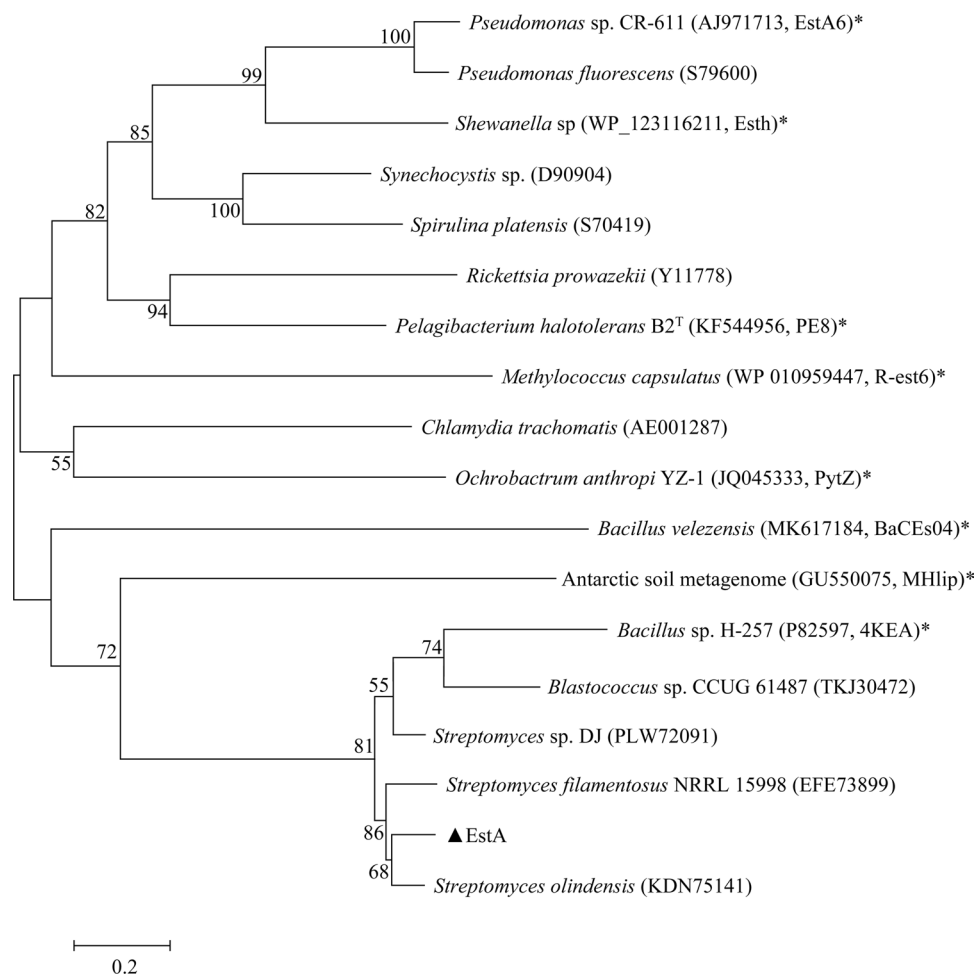 100
Pseudomonas sp. CR-611 (AJ971713, EstA6)*
99
Pseudomonas fluorescens (S79600)
85
Shewanella sp (WP_123116211, Esth)*
Synechocystis sp. (D90904)
82
100
Spirulina platensis (S70419)
Rickettsia prowazekii (Y11778)
94
Pelagibacterium halotolerans B2ᵀ (KF544956, PE8)*
Methylococcus capsulatus (WP 010959447, R-est6)*
Chlamydia trachomatis (AE001287)
55
Ochrobactrum anthropi YZ-1 (JQ045333, PytZ)*
Bacillus velezensis (MK617184, BaCEs04)*
Antarctic soil metagenome (GU550075, MHlip)*
72
74
Bacillus sp. H-257 (P82597, 4KEA)*
55
Blastococcus sp. CCUG 61487 (TKJ30472)
81
Streptomyces sp. DJ (PLW72091)
Streptomyces filamentosus NRRL 15998 (EFE73899)
86
▲EstA
68
Streptomyces olindensis (KDN75141)
0.2